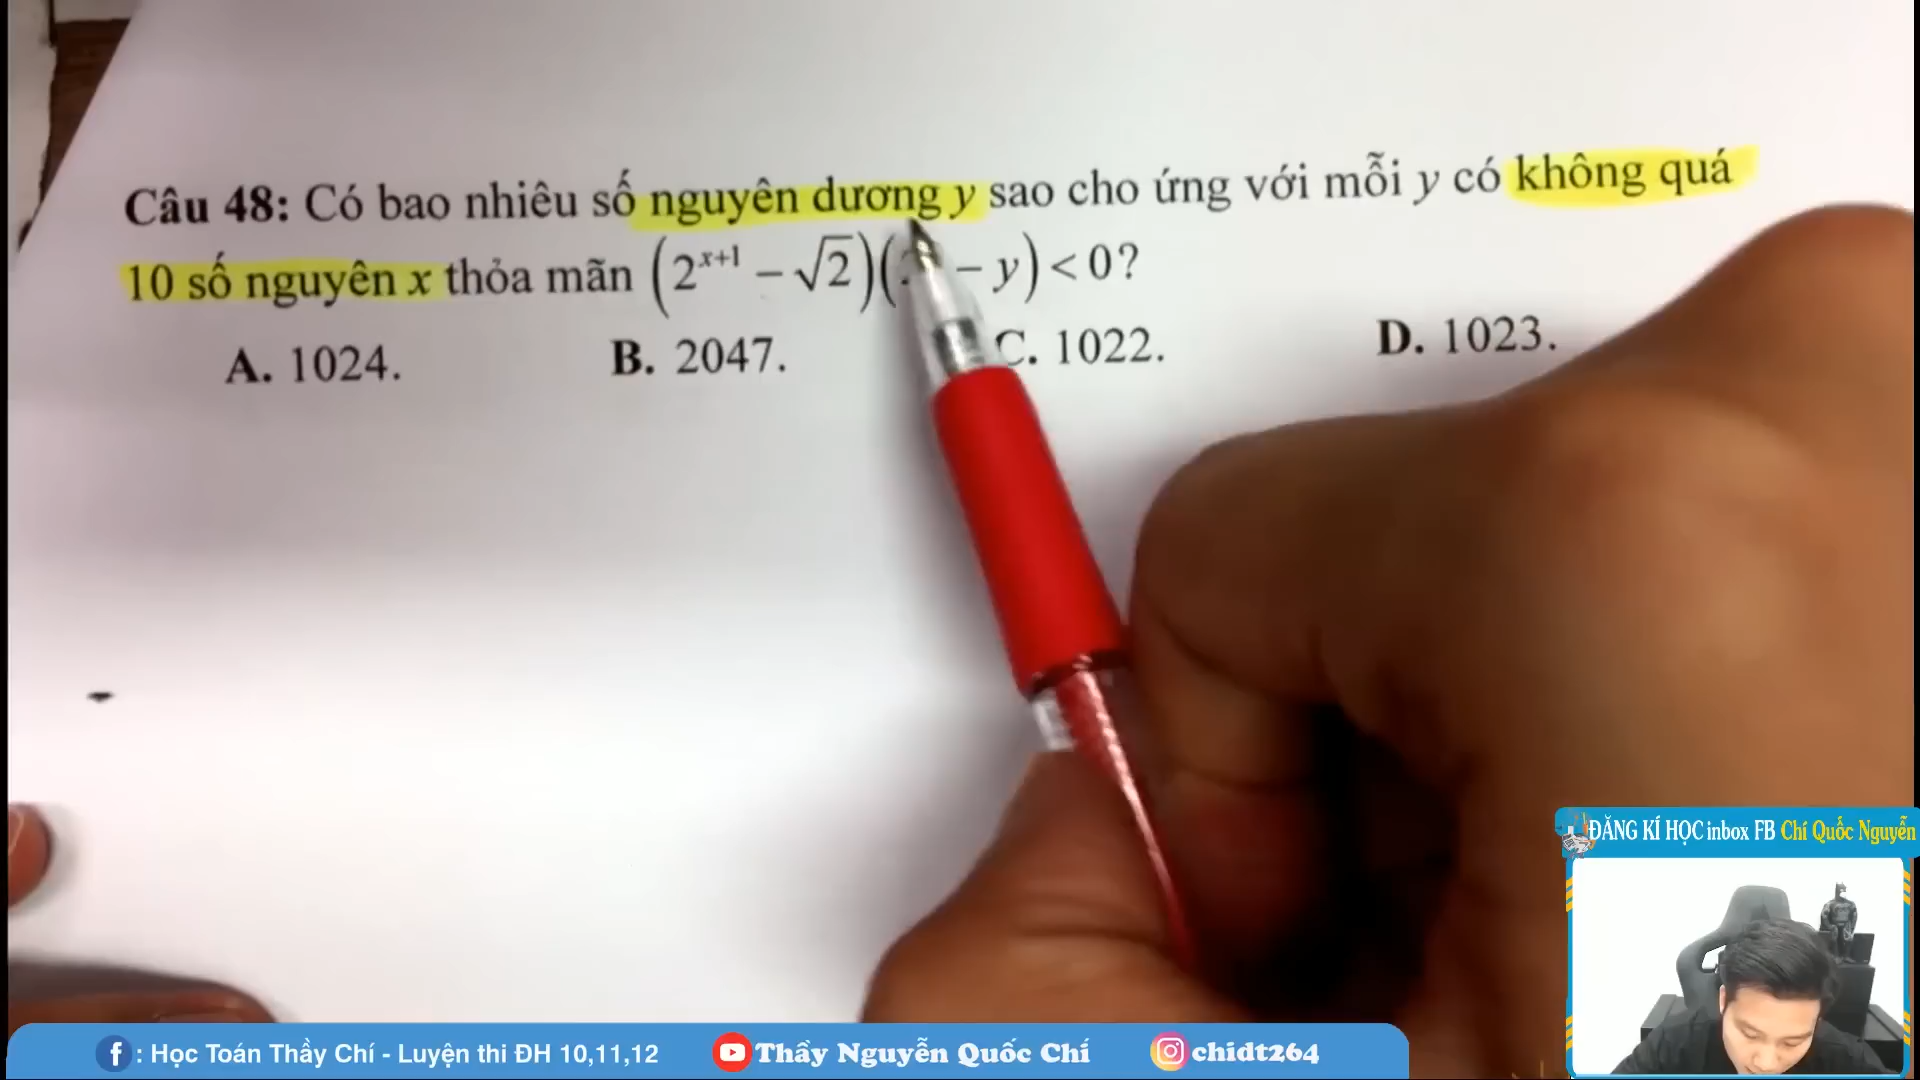 Câu 48: Có bao nhiêu số nguyên dương y sao cho ứng với mỗi y có không quá
10 số nguyên x thỏa mãn (2^{x+1} − √2)( − y) < 0?
A. 1024. B. 2047. C. 1022. D. 1023.
ĐĂNG KÍ HỌC inbox FB Chí Quốc Nguyễn
: Học Toán Thầy Chí - Luyện thi ĐH 10,11,12 Thầy Nguyễn Quốc Chí chidt264